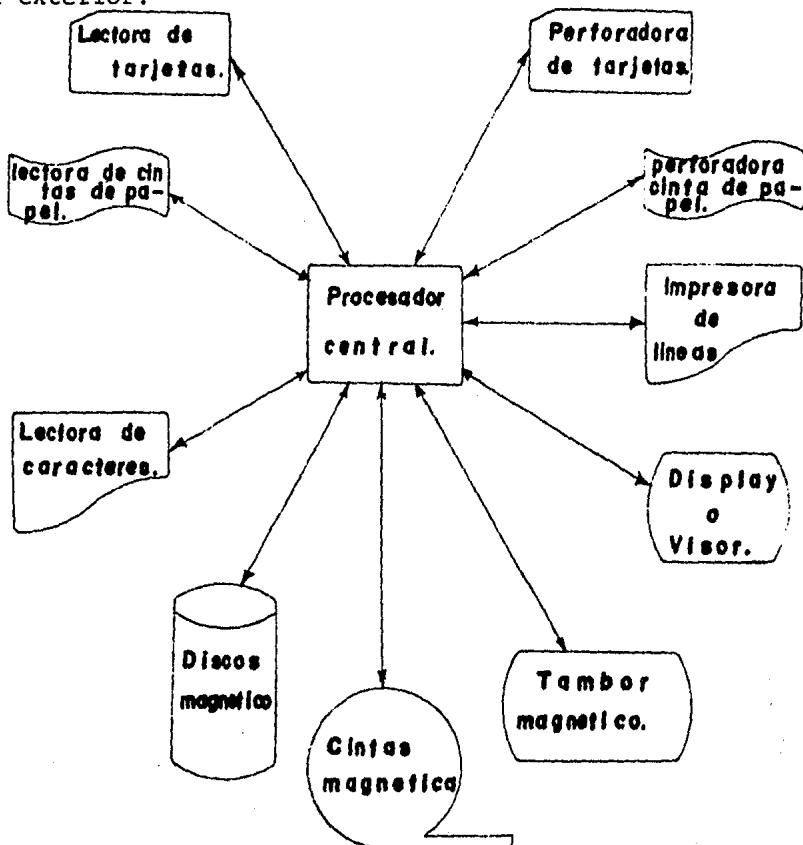 exterior.
Lectora de
tarjetas.
Perforadora
de tarjetas.
lectora de cin
tas de pa-
pel.
perforadora
cinta de pa-
pel.
Procesador
central.
Impresora
de
lineas
Lectora de
caracteres.
Display
o
Visor.
Discos
magnetico
Tambor
magnetico.
Cintas
magnetica